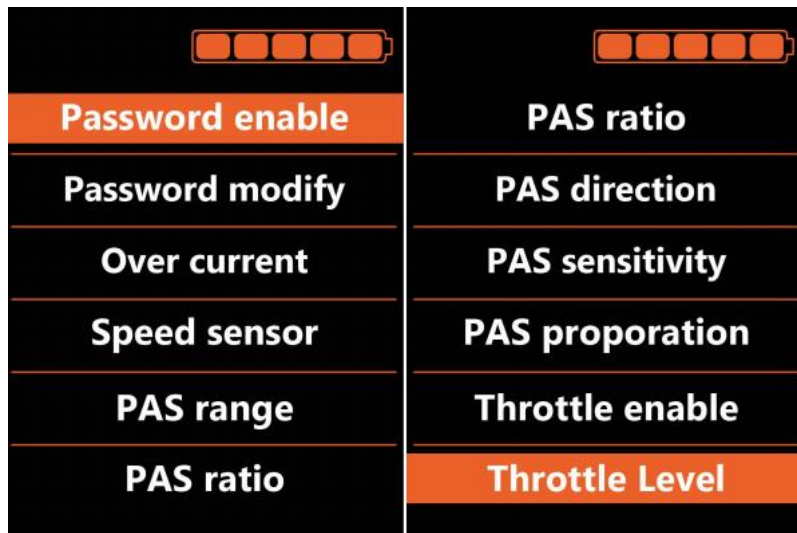 Password enable
Password modify
Over current
Speed sensor
PAS range
PAS ratio
PAS ratio
PAS direction
PAS sensitivity
PAS proporation
Throttle enable
Throttle Level